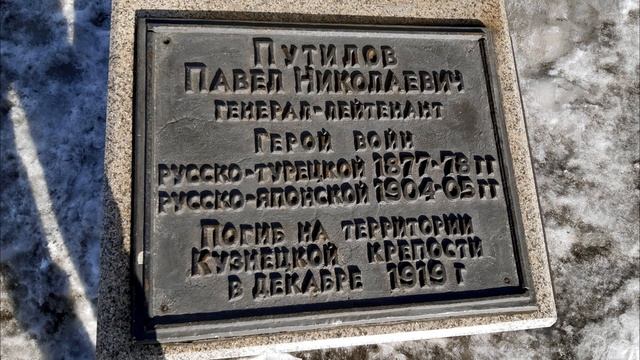 Путилов
Павел Николаевич
генерал-лейтенант
Герой войн
русско-турецкой 1877-78 гг
русско-японской 1904-05 гг
Погиб на территории
Кузнецкой крепости
в декабре 1919 г